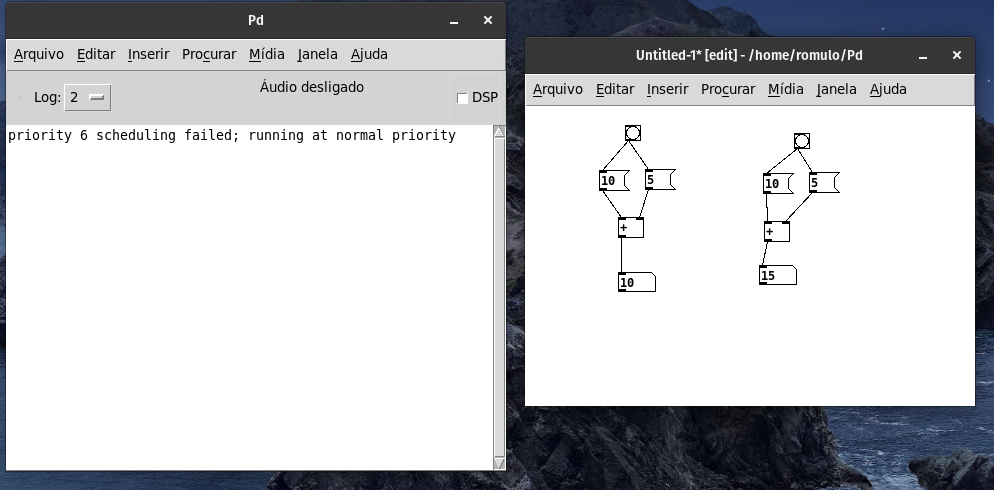 Pd
Arquivo Editar Inserir Procurar Mídia Janela Ajuda
Log: 2
Áudio desligado
DSP
priority 6 scheduling failed; running at normal priority
Untitled-1* [edit] - /home/romulo/Pd
Arquivo Editar Inserir Procurar Mídia Janela Ajuda
10 5
+
10
10 5
+
15